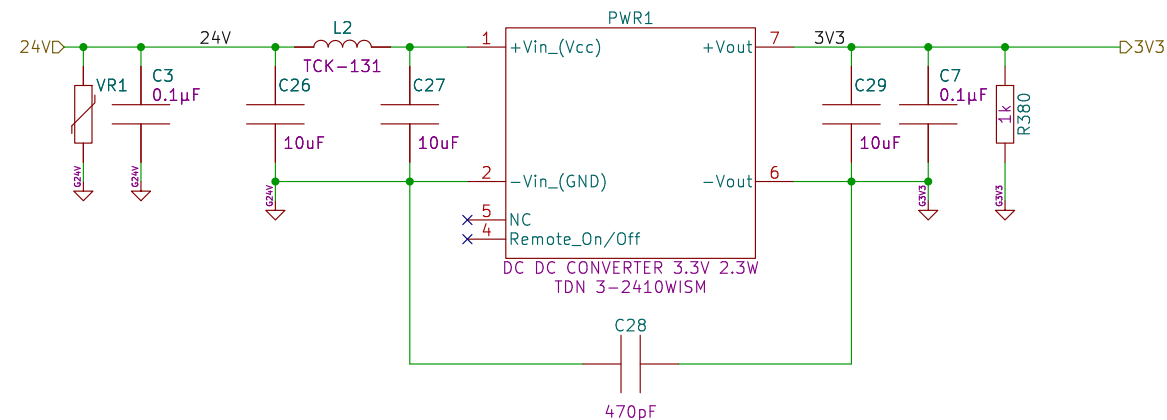 PWR1
24V
24V
L2
TCK-131
1
+Vin_(Vcc)
+Vout
7
3V3
3V3
VR1
C3
0.1µF
C26
10uF
C27
10uF
C29
10uF
C7
0.1µF
1k
R380
G24V
G24V
G24V
2
-Vin_(GND)
-Vout
6
G3V3
G3V3
5
NC
4
Remote_On/Off
DC DC CONVERTER 3.3V 2.3W
TDN 3-2410WISM
C28
470pF